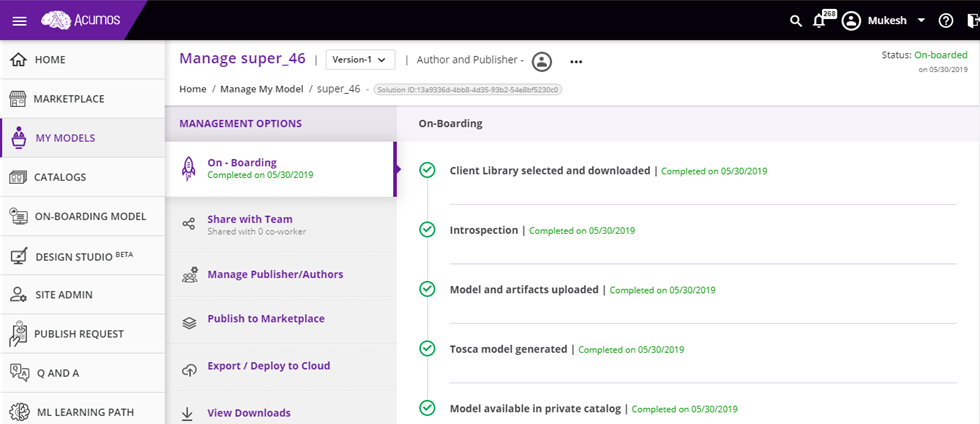 Acumos
268
Mukesh
HOME
MARKETPLACE
MY MODELS
CATALOGS
ON-BOARDING MODEL
DESIGN STUDIO BETA
SITE ADMIN
PUBLISH REQUEST
Q AND A
ML LEARNING PATH
Manage super_46 | Version-1 | Author and Publisher -
Status: On-boarded
on 05/30/2019
Home / Manage My Model / super_46 - Solution ID:13a9336d-4bb8-4d35-93b2-54e8bf5230c0
MANAGEMENT OPTIONS
On - Boarding
Completed on 05/30/2019
Share with Team
Shared with 0 co-worker
Manage Publisher/Authors
Publish to Marketplace
Export / Deploy to Cloud
View Downloads
On-Boarding
Client Library selected and downloaded | Completed on 05/30/2019
Introspection | Completed on 05/30/2019
Model and artifacts uploaded | Completed on 05/30/2019
Tosca model generated | Completed on 05/30/2019
Model available in private catalog | Completed on 05/30/2019